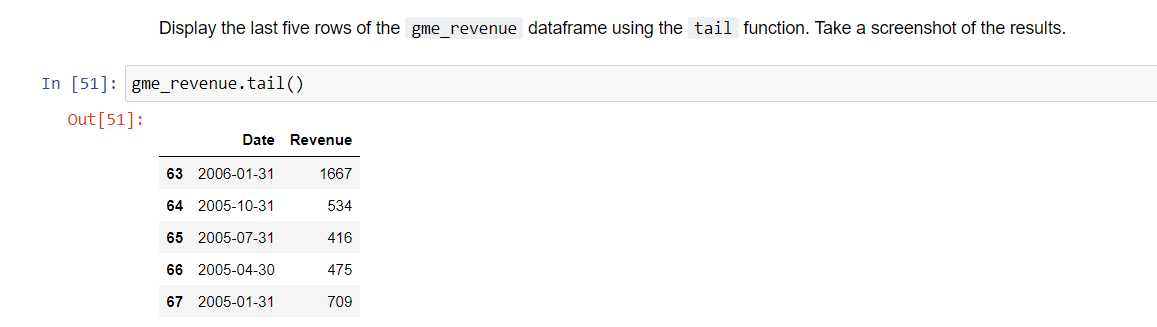 Display the last five rows of the gme_revenue dataframe using the tail function. Take a screenshot of the results.
In [51]: gme_revenue.tail()
Out[51]:
Date Revenue
63 2006-01-31 1667
64 2005-10-31 534
65 2005-07-31 416
66 2005-04-30 475
67 2005-01-31 709